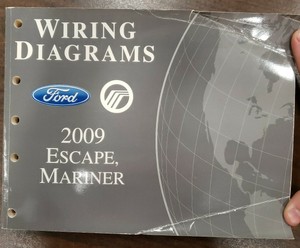 WIRING
DIAGRAMS
Ford
2009
ESCAPE,
MARINER